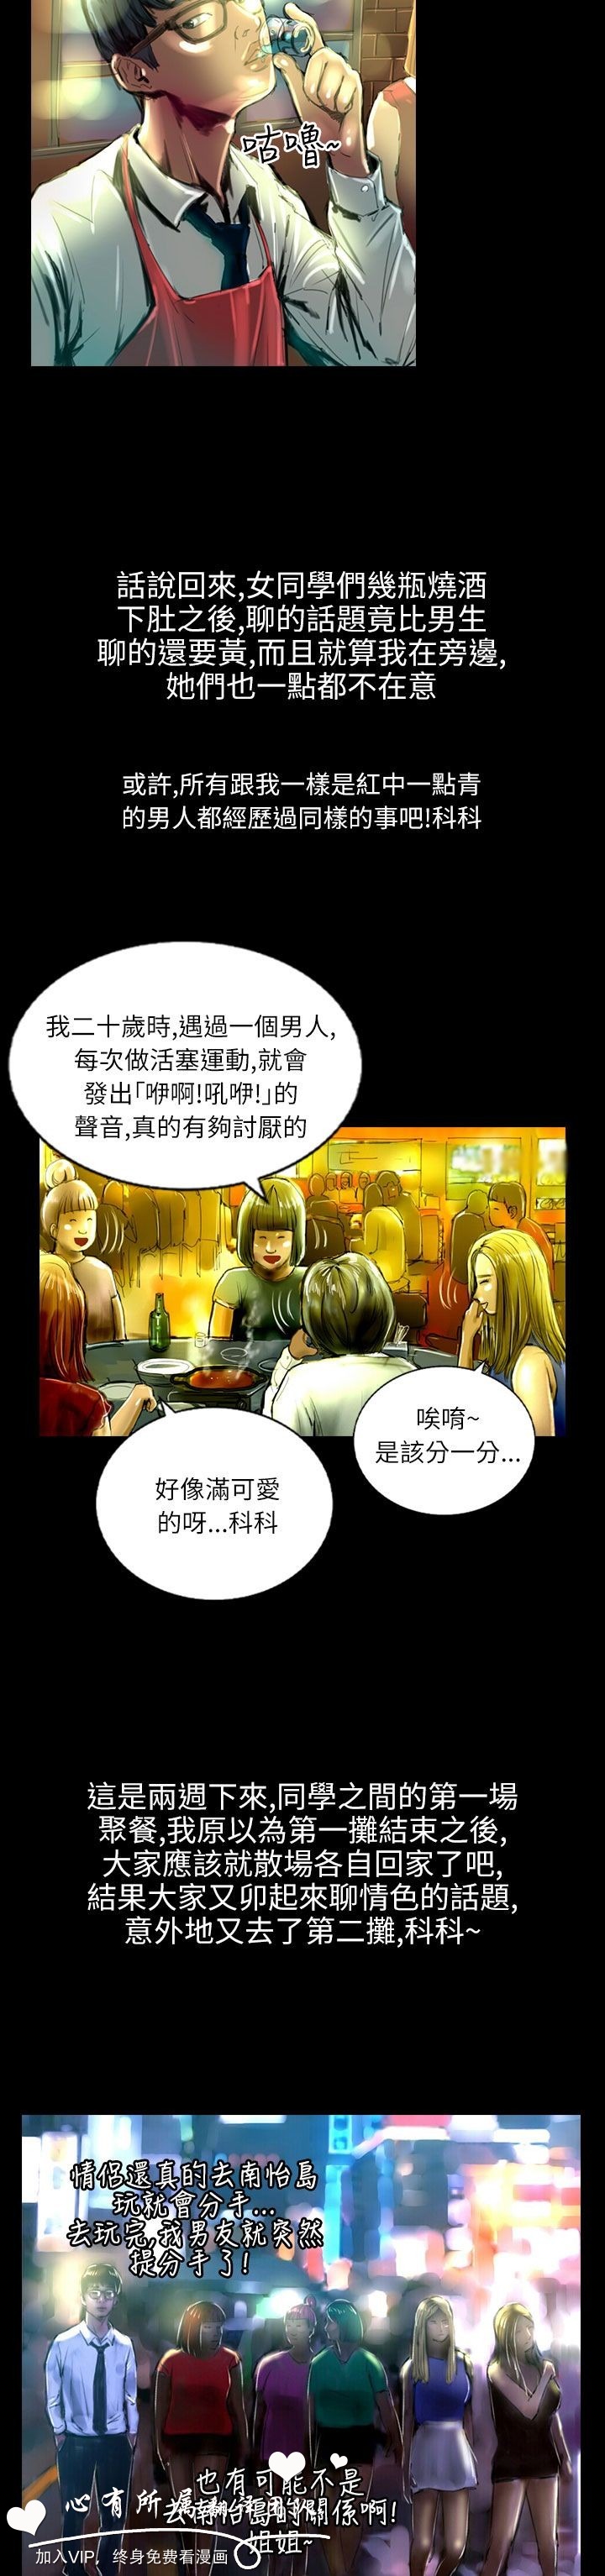 咕嚕~
話說回來,女同學們幾瓶燒酒
下肚之後,聊的話題竟比男生
聊的還要黃,而且就算我在旁邊,
她們也一點都不在意
或許,所有跟我一樣是紅中一點青
的男人都經歷過同樣的事吧!科科
我二十歲時,遇過一個男人,
每次做活塞運動,就會
發出「咿啊!吼咿!」的
聲音,真的有夠討厭的
唉唷~
是該分一分...
好像滿可愛
的呀...科科
這是兩週下來,同學之間的第一場
聚餐,我原以為第一攤結束之後,
大家應該就散場各自回家了吧,
結果大家又卯起來聊情色的話題,
意外地又去了第二攤,科科~
情侶還真的去南怡島
玩就會分手...
去玩完,我男友就突然
提分手了!
也有可能不是
去南怡島的關係啊!
姐姐~
心有所屬
加入VIP，终身免费看漫画